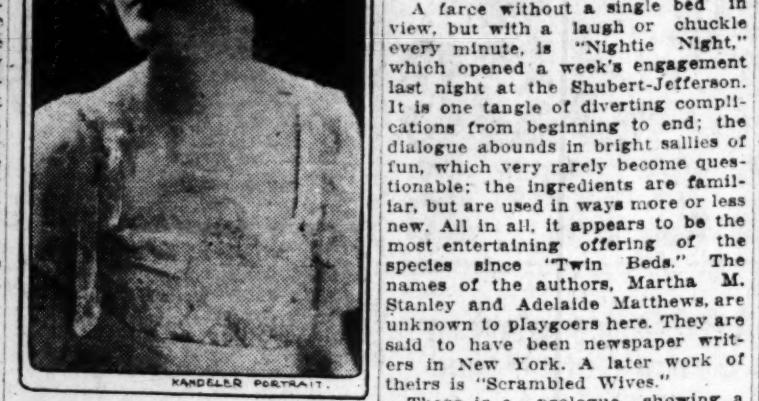 KANDELER PORTRAIT.
A farce without a single bed in
view, but with a laugh or chuckle
every minute, is "Nightie Night,"
which opened a week's engagement
last night at the Shubert-Jefferson.
It is one tangle of diverting compli-
cations from beginning to end; the
dialogue abounds in bright sallies of
fun, which very rarely become ques-
tionable; the ingredients are famil-
iar, but are used in ways more or less
new. All in all, it appears to be the
most entertaining offering of the
species since "Twin Beds." The
names of the authors, Martha M.
Stanley and Adelaide Matthews, are
unknown to playgoers here. They are
said to have been newspaper writ-
ers in New York. A later work of
theirs is "Scrambled Wives."
prologue, showing a